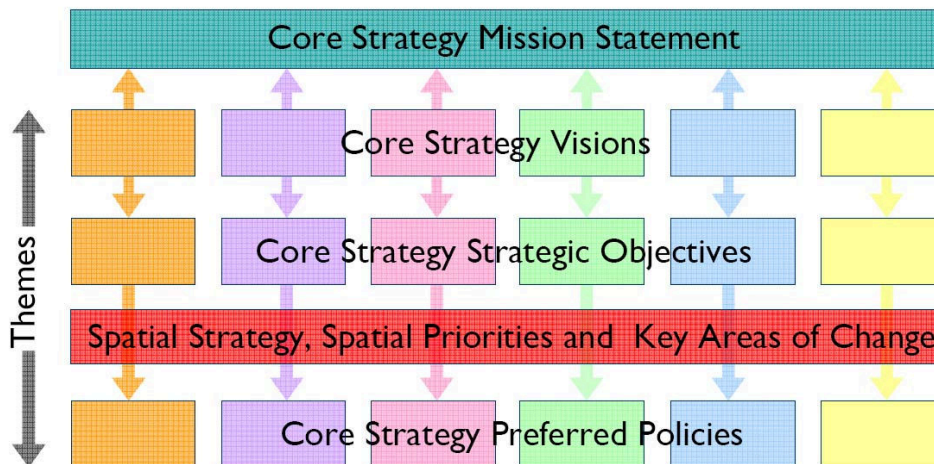 Core Strategy Mission Statement
Core Strategy Visions
Core Strategy Strategic Objectives
Themes
Spatial Strategy, Spatial Priorities and Key Areas of Change
Core Strategy Preferred Policies